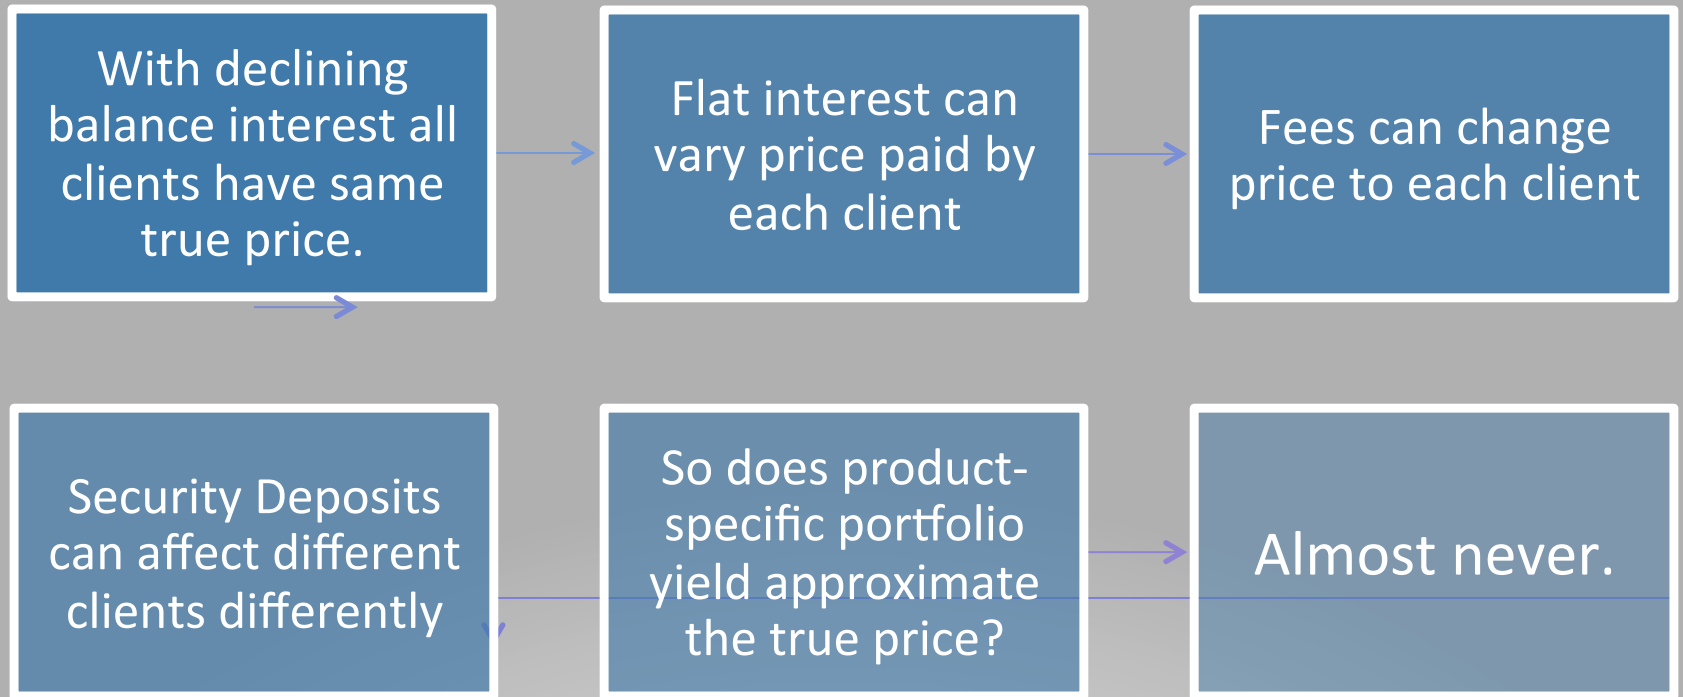 With declining
balance interest all
clients have same
true price.
Flat interest can
vary price paid by
each client
Fees can change
price to each client
Security Deposits
can affect different
clients differently
So does product-
specific portfolio
yield approximate
the true price?
Almost never.